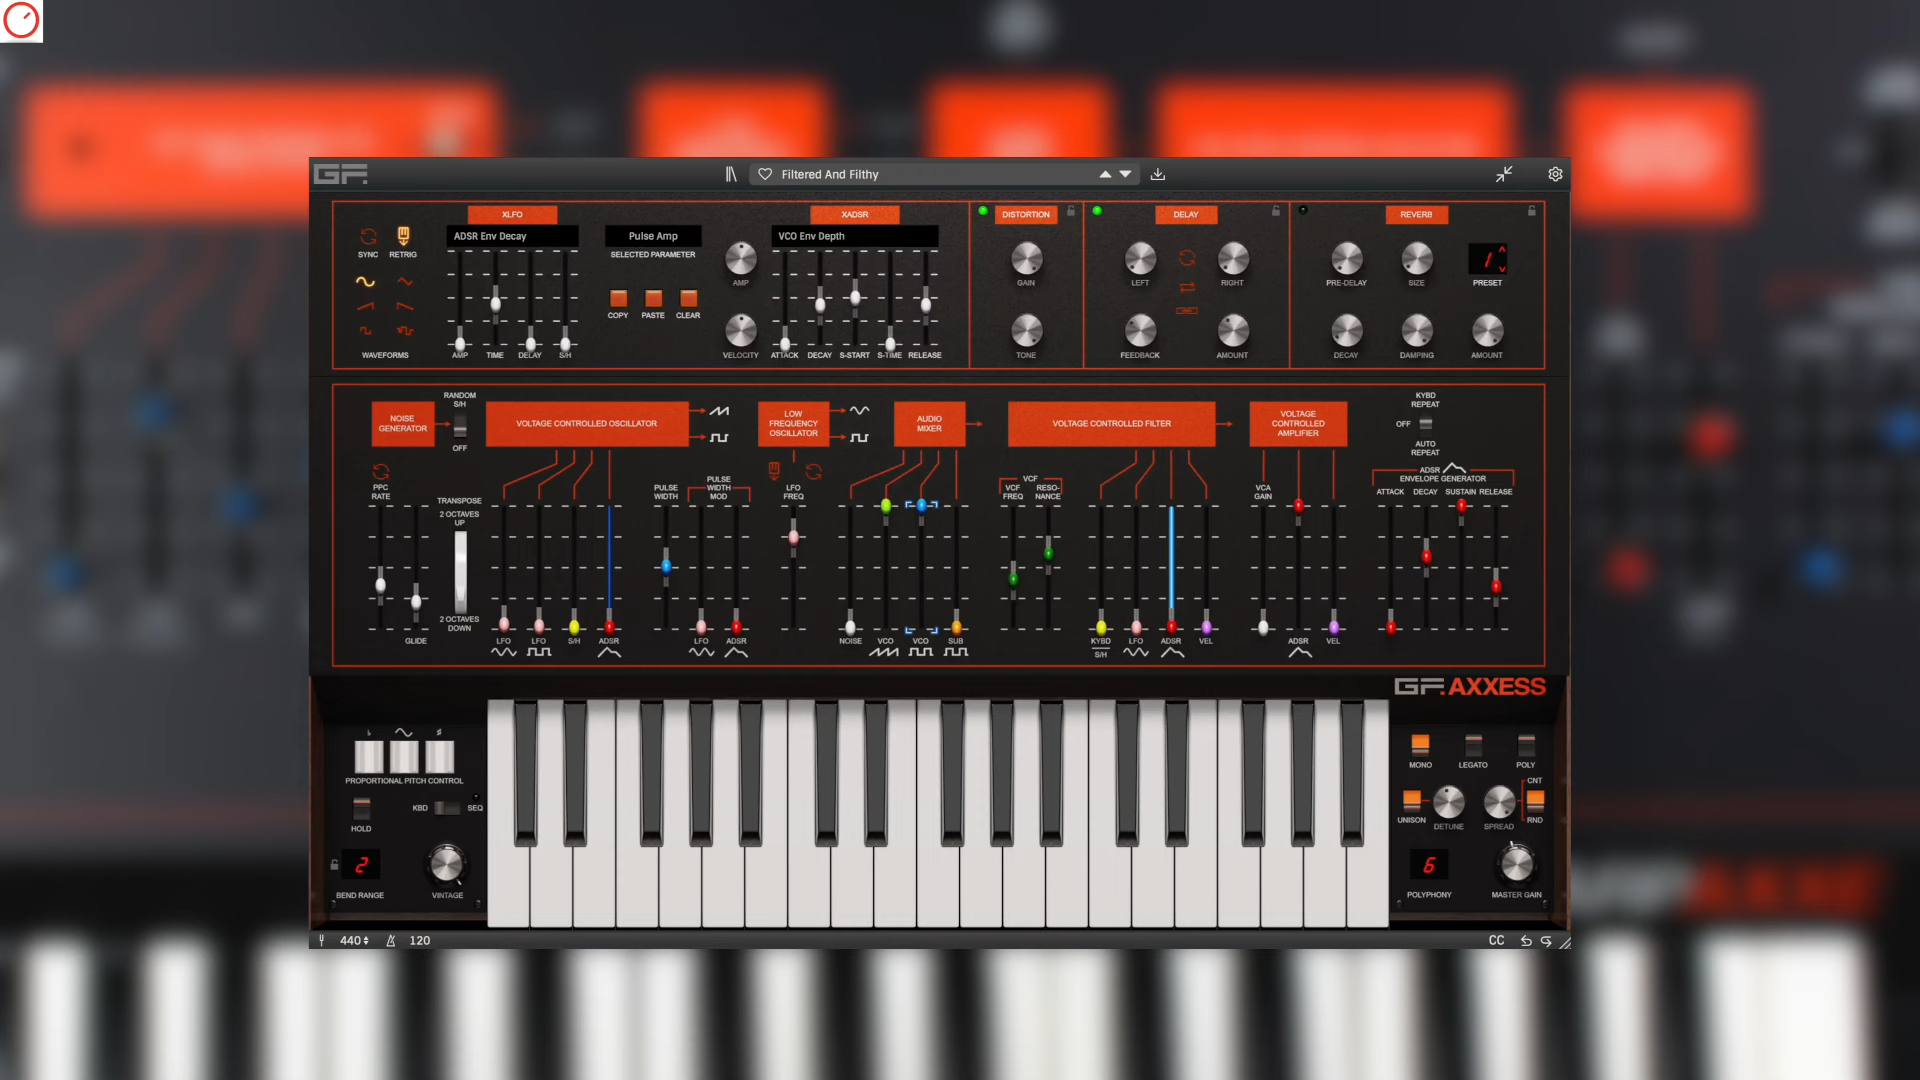 GF.
Filtered And Filthy
XLFO
XADSR
DISTORTION
DELAY
REVERB
ADSR Env Decay
Pulse Amp
VCO Env Depth
SYNC
RETRIG
SELECTED PARAMETER
AMP
GAIN
LEFT
RIGHT
PRE-DELAY
SIZE
1
PRESET
COPY
PASTE
CLEAR
WAVEFORMS
AMP
TIME
DELAY
S/H
VELOCITY
ATTACK
DECAY
S-START
S-TIME
RELEASE
TONE
FEEDBACK
AMOUNT
DECAY
DAMPING
AMOUNT
NOISE
GENERATOR
RANDOM
S/H
OFF
VOLTAGE CONTROLLED OSCILLATOR
LOW
FREQUENCY
OSCILLATOR
AUDIO
MIXER
VOLTAGE CONTROLLED FILTER
VOLTAGE
CONTROLLED
AMPLIFIER
KYBD
REPEAT
OFF
AUTO
REPEAT
PPC
RATE
TRANSPOSE
2 OCTAVES
UP
2 OCTAVES
DOWN
GLIDE
PULSE
WIDTH
PULSE
WIDTH
MOD
LFO
FREQ
VCF
VCF
FREQ
RESO-
NANCE
VCA
GAIN
ADSR
ENVELOPE GENERATOR
ATTACK
DECAY
SUSTAIN
RELEASE
LFO
LFO
S/H
ADSR
LFO
ADSR
NOISE
VCO
VCO
SUB
KYBD
S/H
LFO
ADSR
VEL
ADSR
VEL
GF.AXXESS
♭
♯
PROPORTIONAL PITCH CONTROL
HOLD
KBD
SEQ
2
BEND RANGE
VINTAGE
MONO
LEGATO
POLY
CNT
UNISON
DETUNE
SPREAD
RND
6
POLYPHONY
MASTER GAIN
440
120
CC